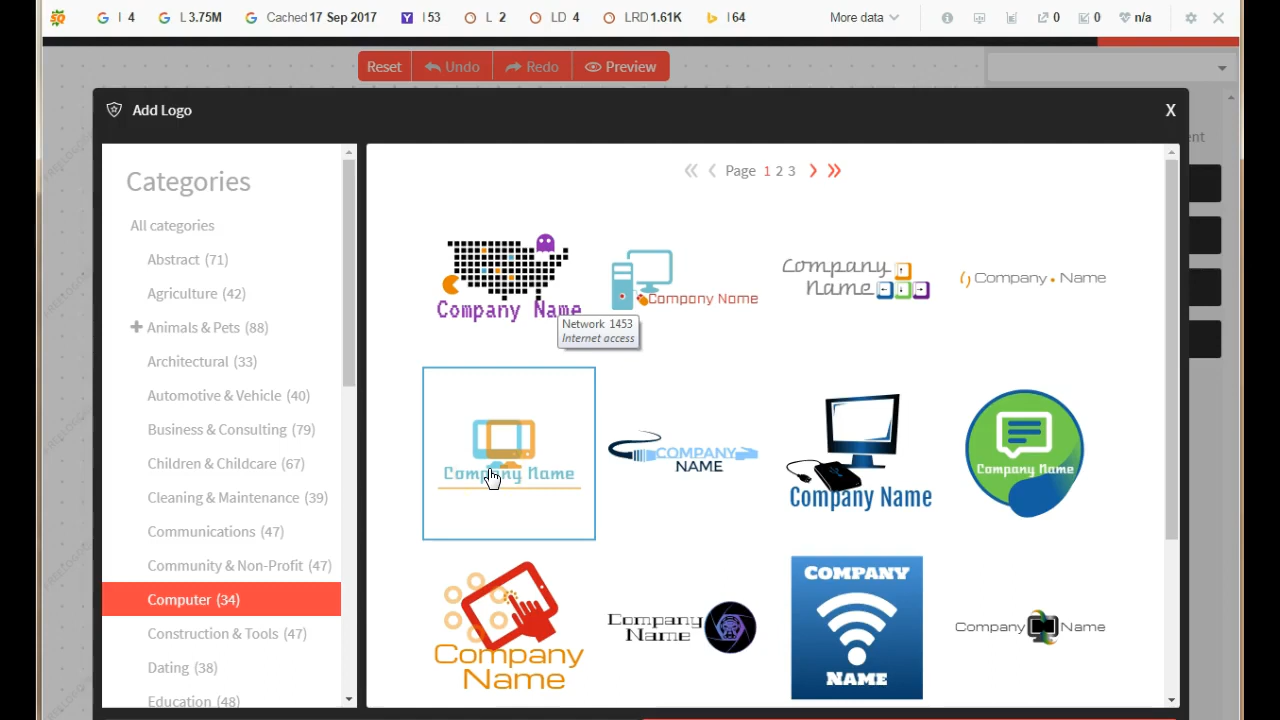 I 4
L 3.75M
Cached 17 Sep 2017
I 53
L 2
LD 4
LRD 1.61K
I 64
More data
0
0
n/a
Reset
Undo
Redo
Preview
Add Logo
X
Categories
All categories
Abstract (71)
Agriculture (42)
Animals & Pets (88)
Architectural (33)
Automotive & Vehicle (40)
Business & Consulting (79)
Children & Childcare (67)
Cleaning & Maintenance (39)
Communications (47)
Community & Non-Profit (47)
Computer (34)
Construction & Tools (47)
Dating (38)
Education (48)
Page 1 2 3
Company Name
Company Name
Company
Name
Company Name
Network 1453
Internet access
Company Name
COMPANY
NAME
Company Name
Company Name
Company
Name
Company
Name
COMPANY
NAME
Company Name